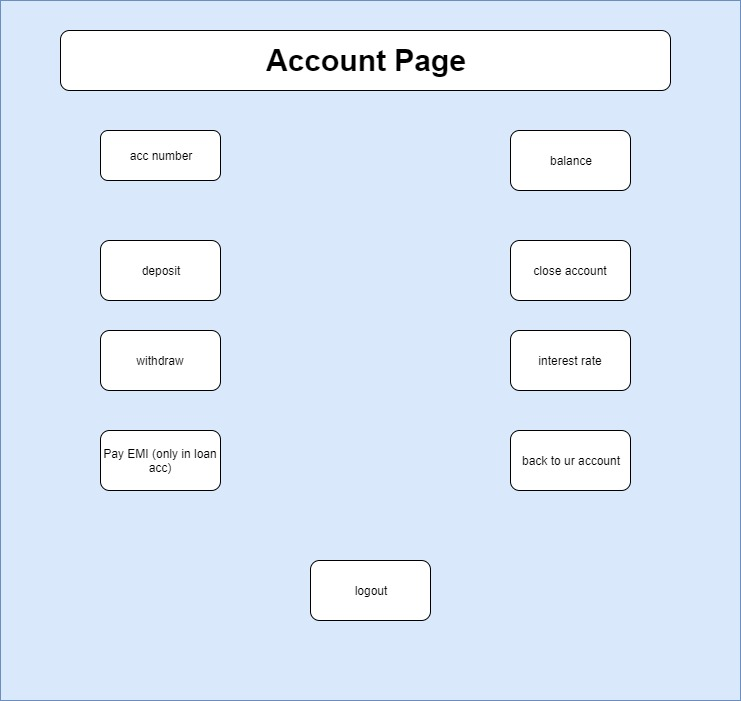 Account Page
acc number
balance
deposit
close account
withdraw
interest rate
Pay EMI (only in loan
acc)
back to ur account
logout